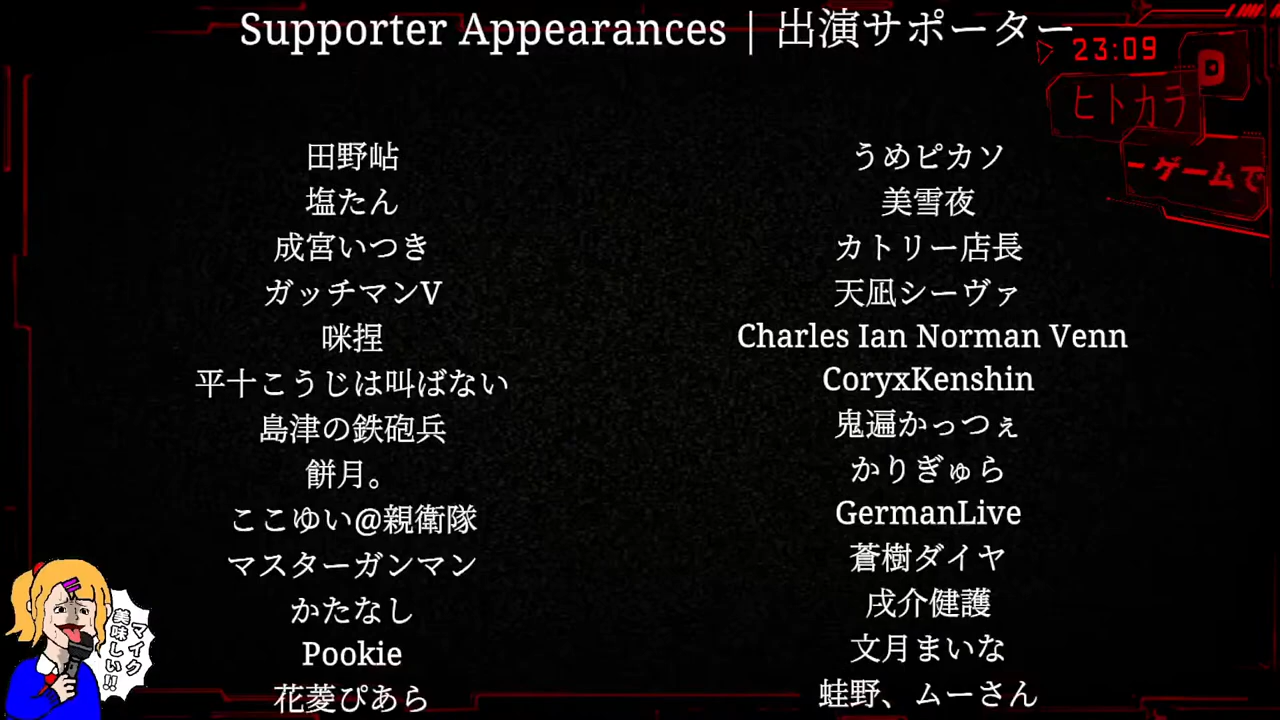 Supporter Appearances | 出演サポーター
23:09
D
ヒトカラ
ーゲームで
田野岾
塩たん
成宮いつき
ガッチマンV
咪捏
平十こうじは叫ばない
島津の鉄砲兵
餅月。
ここゆい@親衛隊
マスターガンマン
かたなし
Pookie
花菱ぴあら
うめピカソ
美雪夜
カトリー店長
天凪シーヴァ
Charles Ian Norman Venn
CoryxKenshin
鬼逼かっつぇ
かりぎゅら
GermanLive
蒼樹ダイヤ
戌介健護
文月まいな
蛙野、ムーさん
マイク
美味しい!!